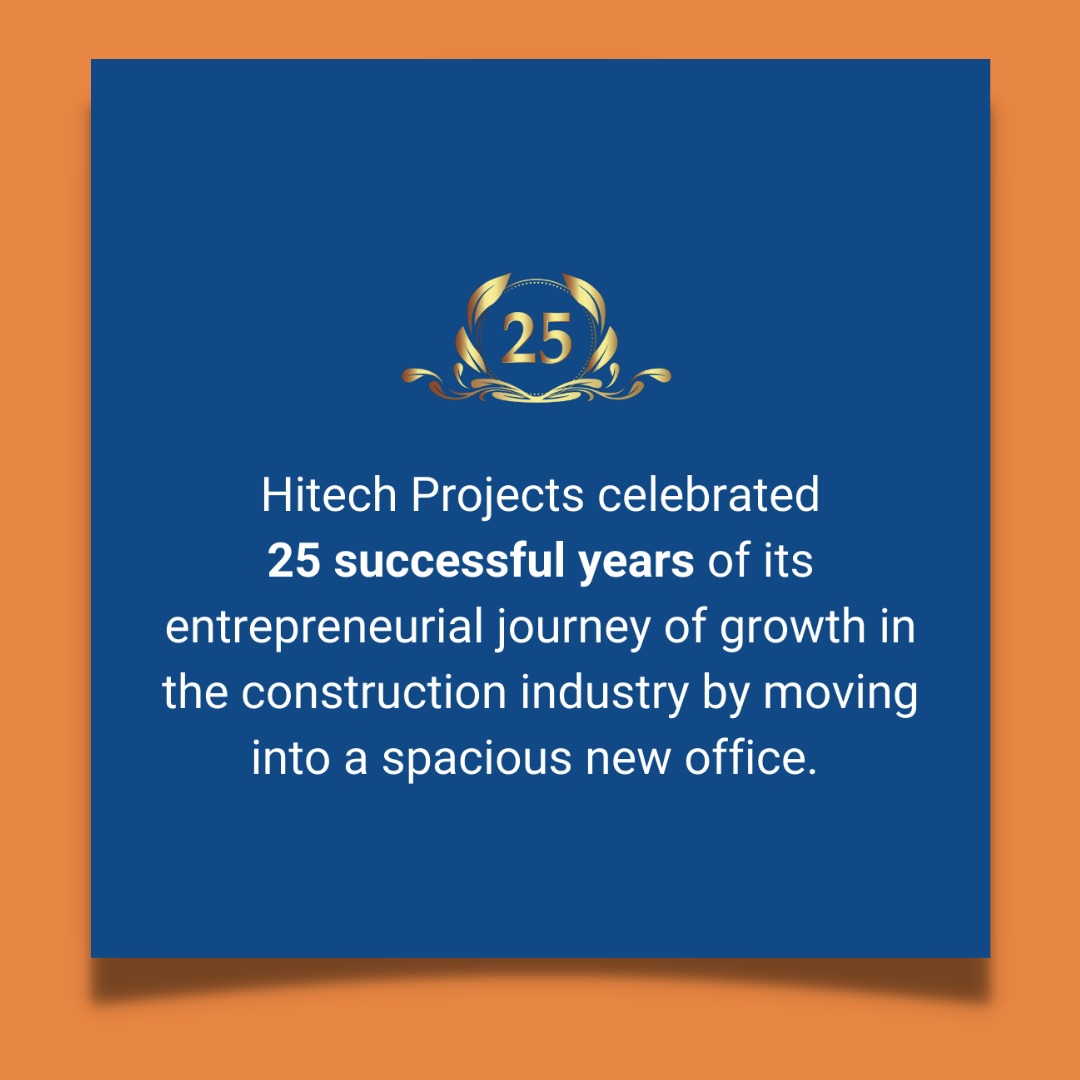 25
Hitech Projects celebrated
25 successful years of its
entrepreneurial journey of growth in
the construction industry by moving
into a spacious new office.